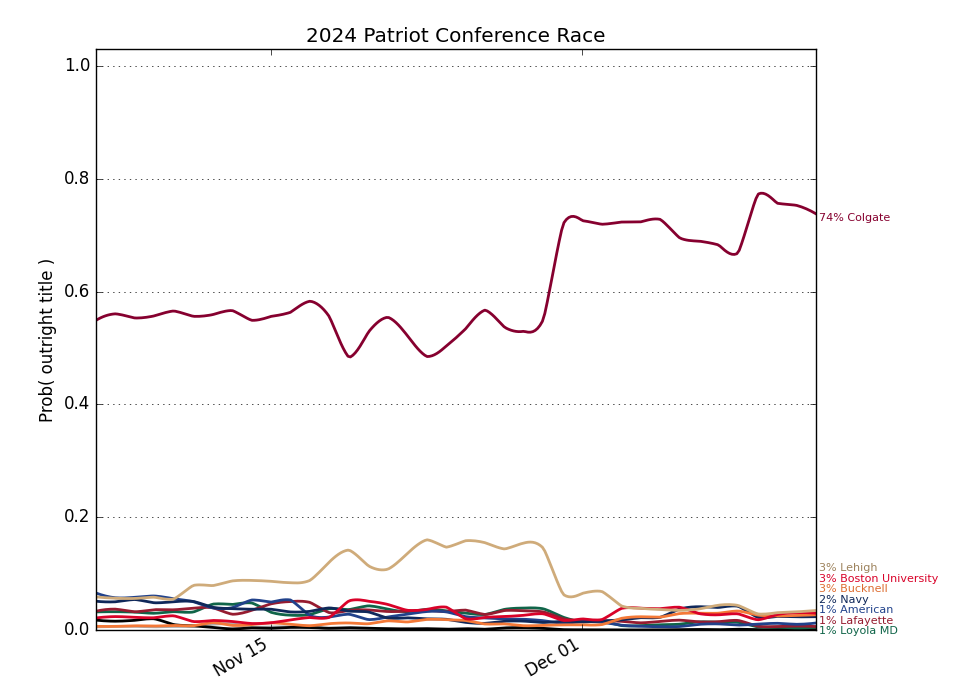 2024 Patriot Conference Race
1.0
0.8
0.6
0.4
0.2
0.0
Prob( outright title )
Nov 15
Dec 01
74% Colgate
3% Lehigh
3% Boston University
3% Bucknell
2% Navy
1% American
1% Lafayette
1% Loyola MD